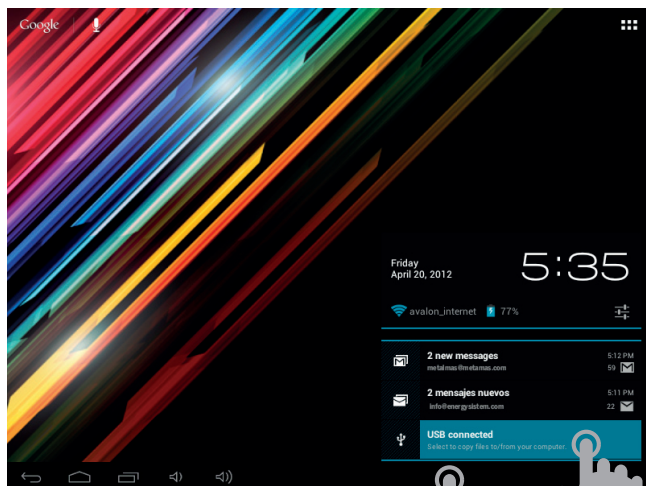 Google
Friday
April 20, 2012
5:35
avalon_internet 77%
2 new messages 5:12 PM
metalmas@metamas.com 59
2 mensajes nuevos 5:11 PM
Info@energysistem.com 22
USB connected
Select to copy files to/from your computer.